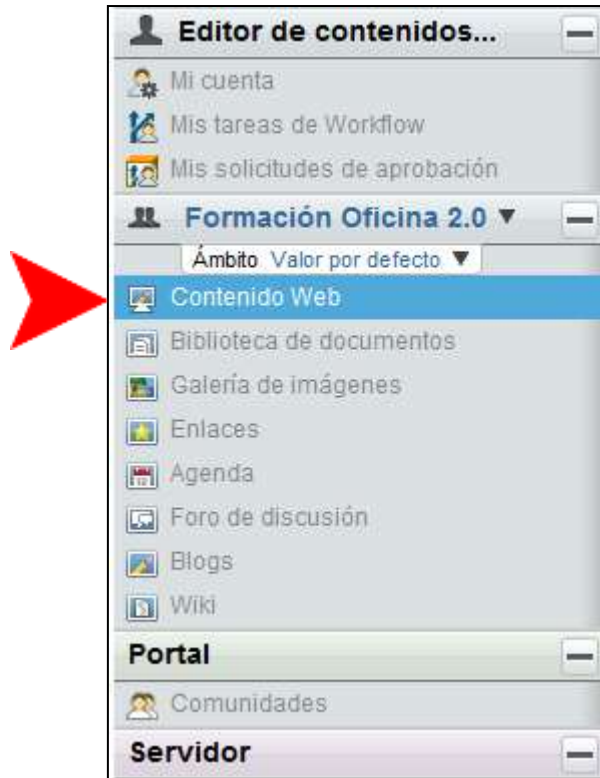 Editor de contenidos...
Mi cuenta
Mis tareas de Workflow
Mis solicitudes de aprobación
Formación Oficina 2.0 ▼
Ámbito Valor por defecto ▼
Contenido Web
Biblioteca de documentos
Galería de imágenes
Enlaces
Agenda
Foro de discusión
Blogs
Wiki
Portal
Comunidades
Servidor